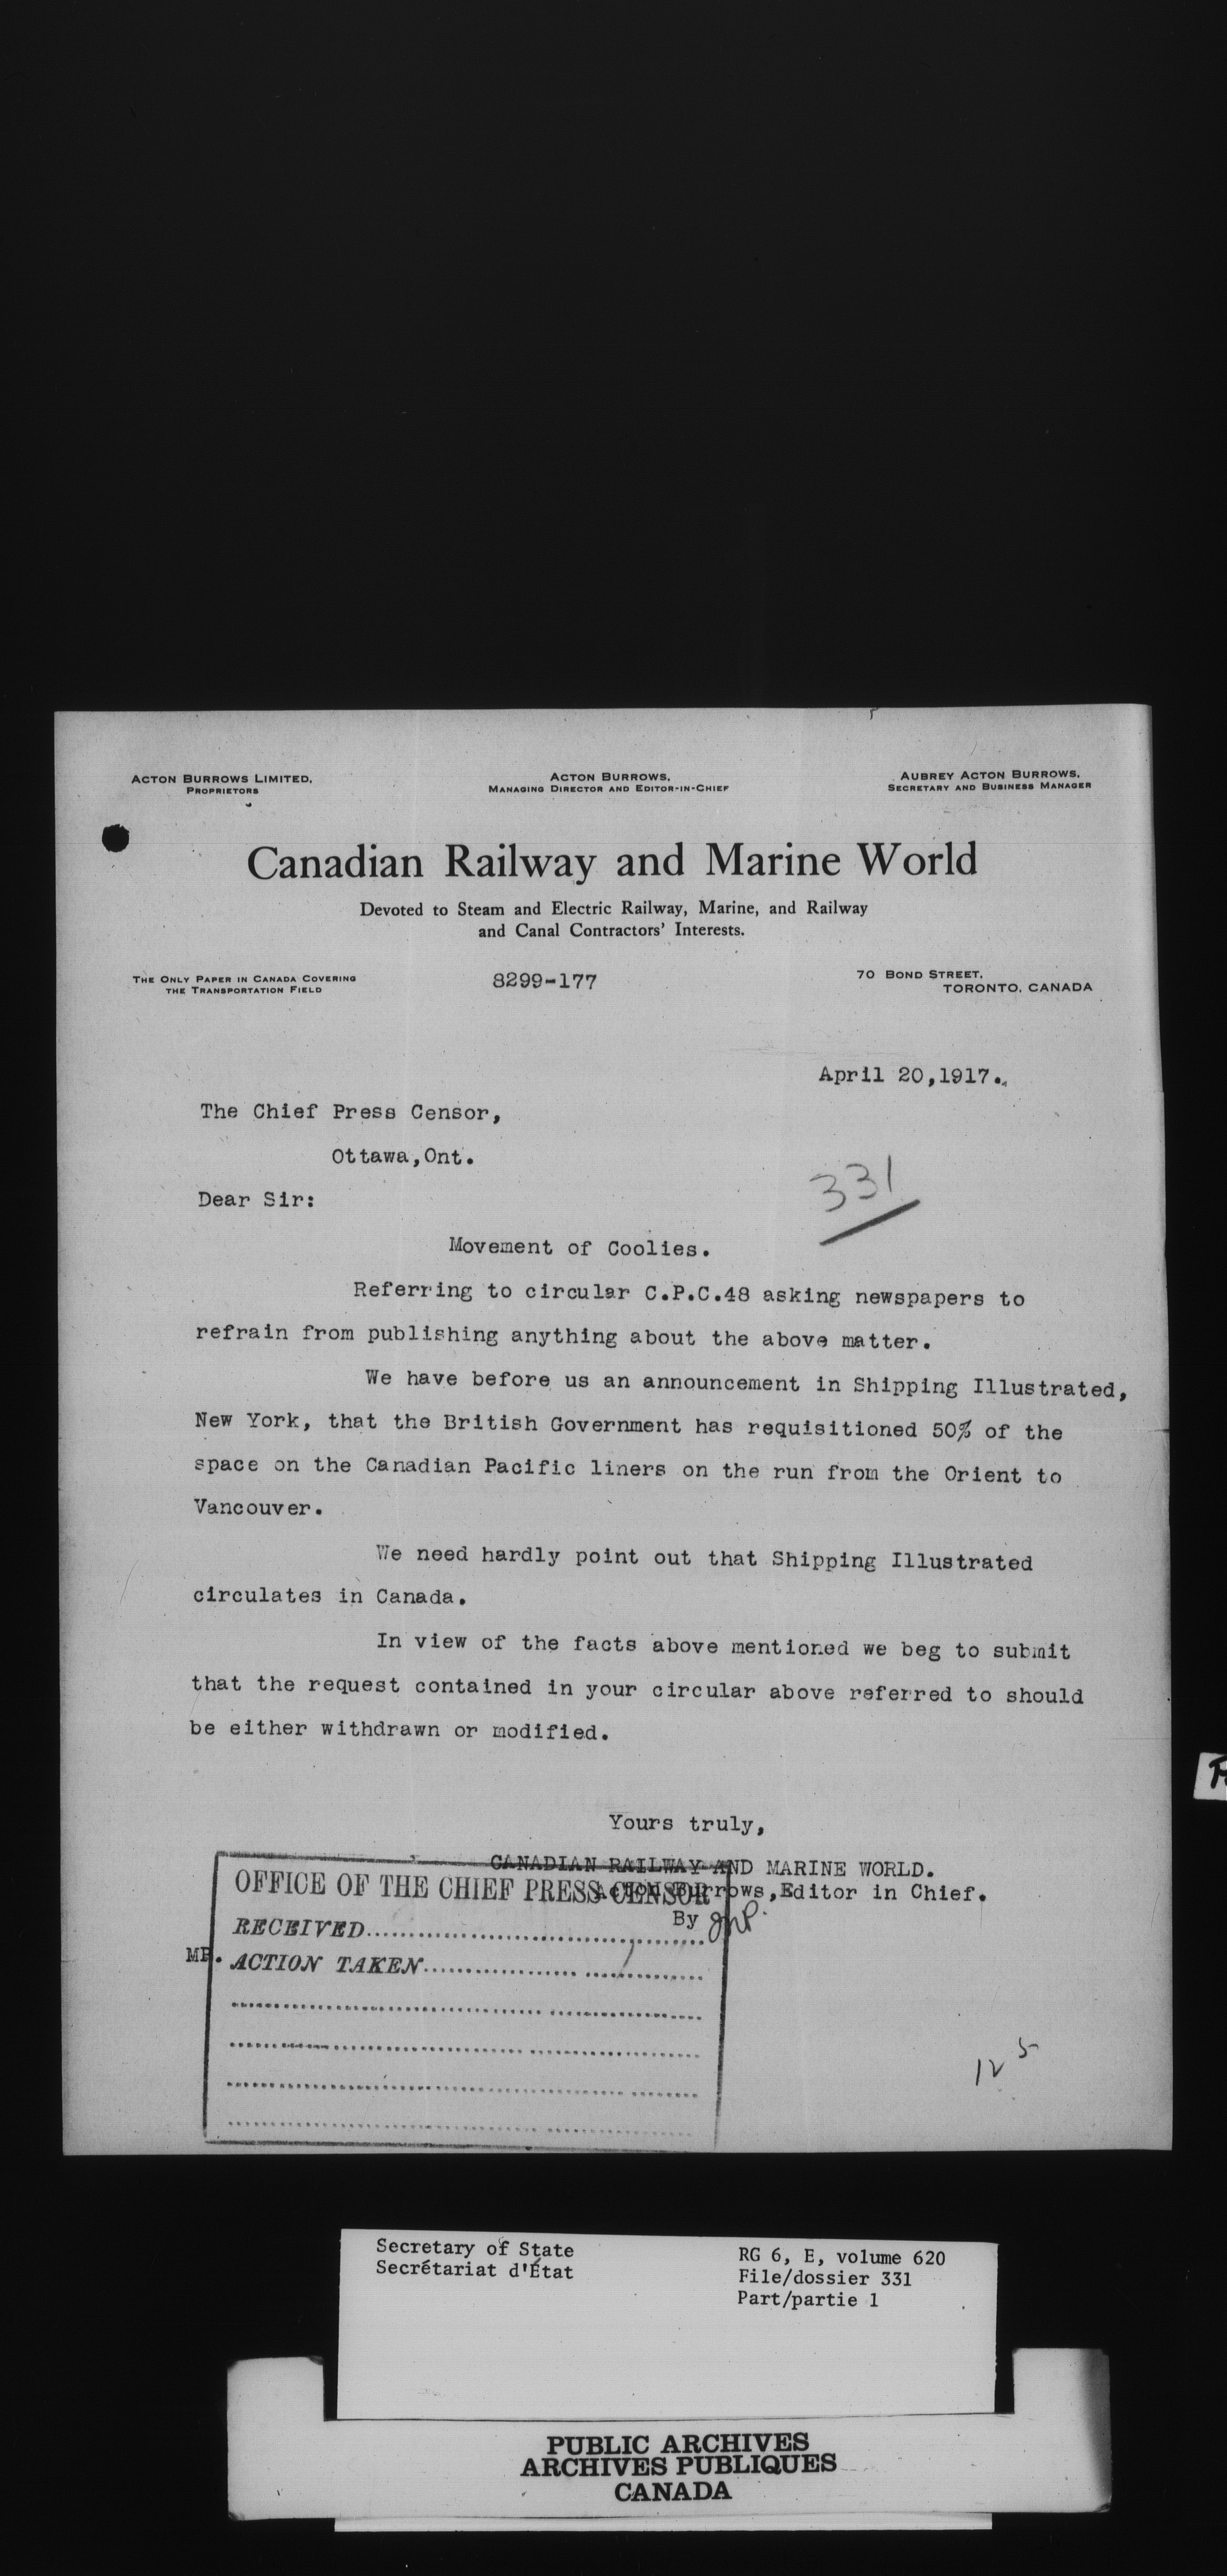 ACTON BURROWS LIMITED,
PROPRIETORS
ACTON BURROWS,
MANAGING DIRECTOR AND EDITOR-IN-CHIEF
AUBREY ACTON BURROWS,
SECRETARY AND BUSINESS MANAGER
Canadian Railway and Marine World
Devoted to Steam and Electric Railway, Marine, and Railway
and Canal Contractors' Interests.
THE ONLY PAPER IN CANADA COVERING
THE TRANSPORTATION FIELD
8299-177
70 BOND STREET,
TORONTO, CANADA
April 20,1917.
The Chief Press Censor,
Ottawa,Ont.
331
Dear Sir:
Movement of Coolies.
Referring to circular C.P.C.48 asking newspapers to
refrain from publishing anything about the above matter.
We have before us an announcement in Shipping Illustrated,
New York, that the British Government has requisitioned 50% of the
space on the Canadian Pacific liners on the run from the Orient to
Vancouver.
We need hardly point out that Shipping Illustrated
circulates in Canada.
In view of the facts above mentioned we beg to submit
that the request contained in your circular above referred to should
be either withdrawn or modified.
Yours truly,
CANADIAN RAILWAY AND MARINE WORLD.
Acton Burrows,Editor in Chief.
By
OFFICE OF THE CHIEF PRESS CENSOR
RECEIVED
ACTION TAKEN
12 5
Secretary of State
Secrétariat d'État
RG 6, E, volume 620
File/dossier 331
Part/partie 1
PUBLIC ARCHIVES
ARCHIVES PUBLIQUES
CANADA